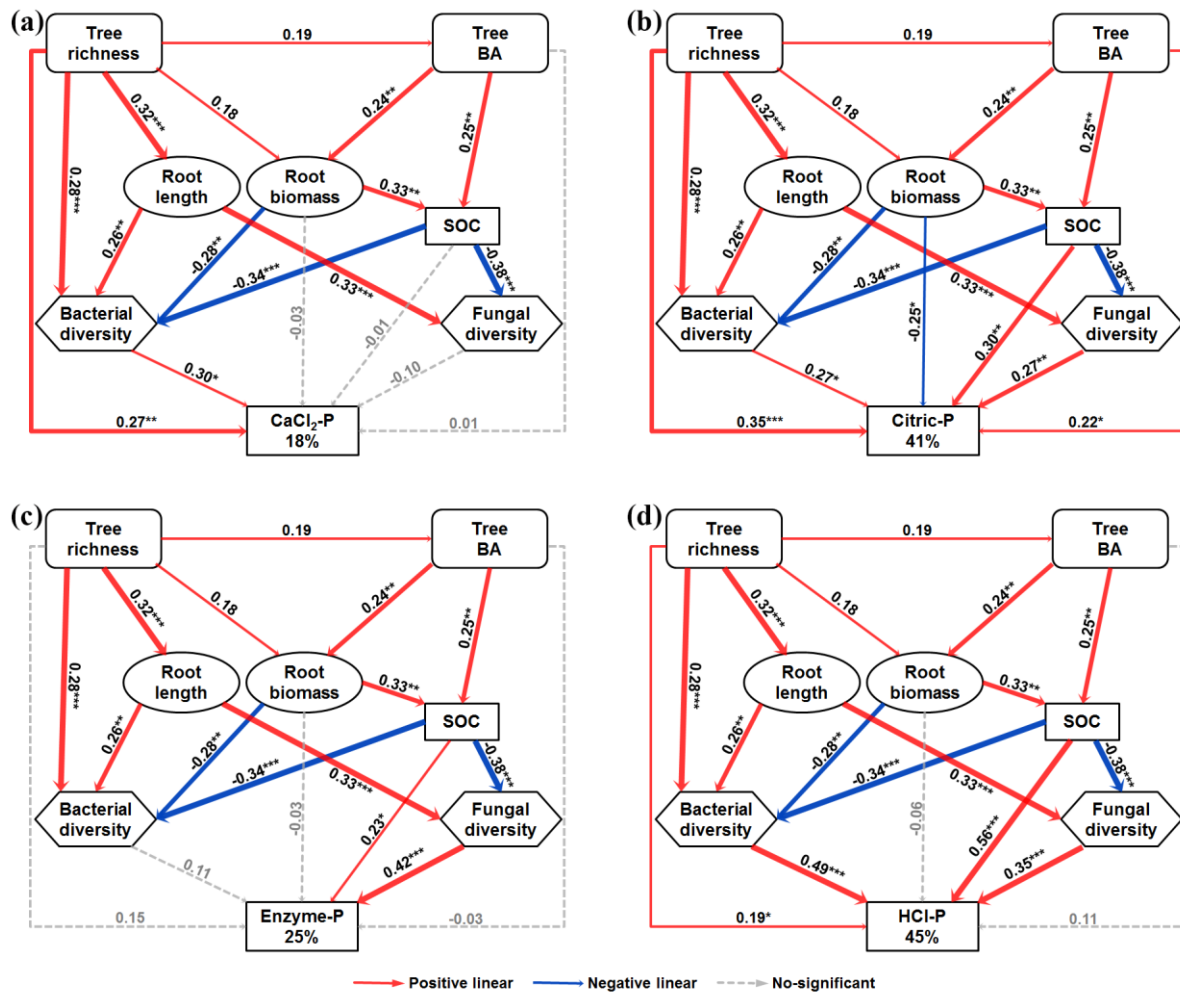 (a)
Tree
richness
0.19
Tree
BA
0.32***
0.18
0.24**
0.25**
0.28***
Root
length
Root
biomass
0.33**
SOC
0.26**
-0.28**
-0.34***
0.33***
-0.38***
Bacterial
diversity
-0.03
-0.01
Fungal
diversity
0.30*
-0.10
0.27**
CaCl₂-P
18%
0.01
(b)
Tree
richness
0.19
Tree
BA
0.32***
0.18
0.24**
0.25**
0.28***
Root
length
Root
biomass
0.33**
SOC
0.26**
-0.28**
-0.34***
0.33***
-0.38***
Bacterial
diversity
-0.25*
0.30**
Fungal
diversity
0.27*
0.27**
0.35***
Citric-P
41%
0.22*
(c)
Tree
richness
0.19
Tree
BA
0.32***
0.18
0.24**
0.25**
0.28***
Root
length
Root
biomass
0.33**
SOC
0.26**
-0.28**
-0.34***
0.33***
-0.38***
Bacterial
diversity
-0.03
0.23*
Fungal
diversity
0.11
0.42***
0.15
Enzyme-P
25%
-0.03
(d)
Tree
richness
0.19
Tree
BA
0.32***
0.18
0.24**
0.25**
0.28***
Root
length
Root
biomass
0.33**
SOC
0.26**
-0.28**
-0.34***
0.33***
-0.38***
Bacterial
diversity
-0.06
0.56***
Fungal
diversity
0.49***
0.35***
0.19*
HCl-P
45%
0.11
Positive linear
Negative linear
No-significant